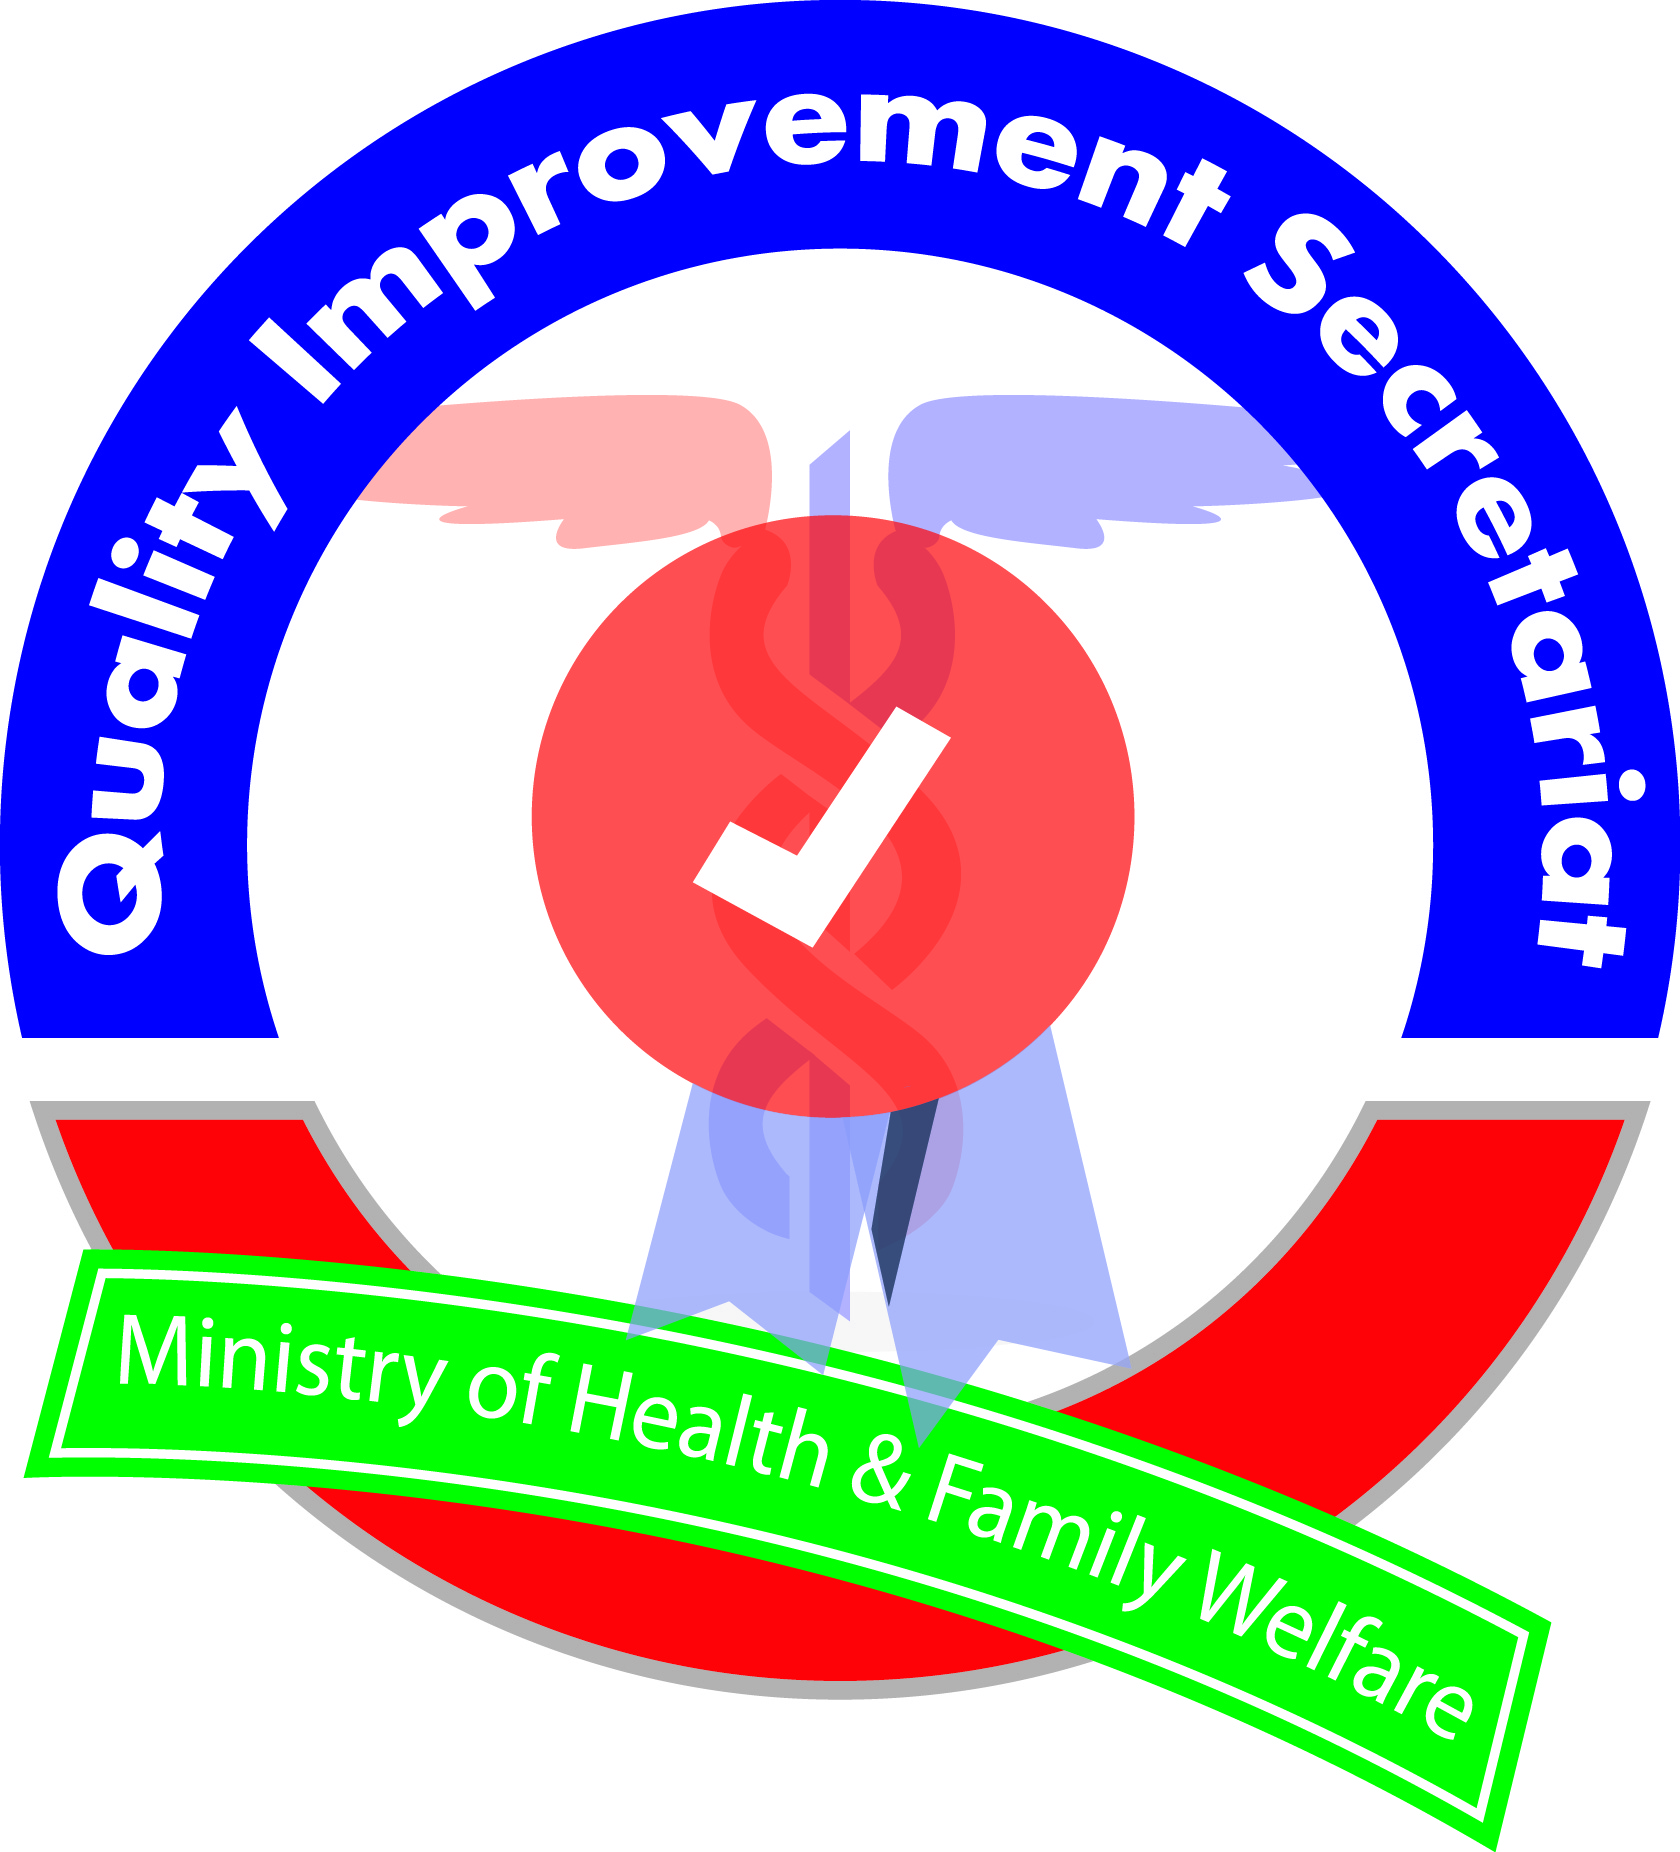 Quality Improvement Secretariat
Ministry of Health & Family Welfare